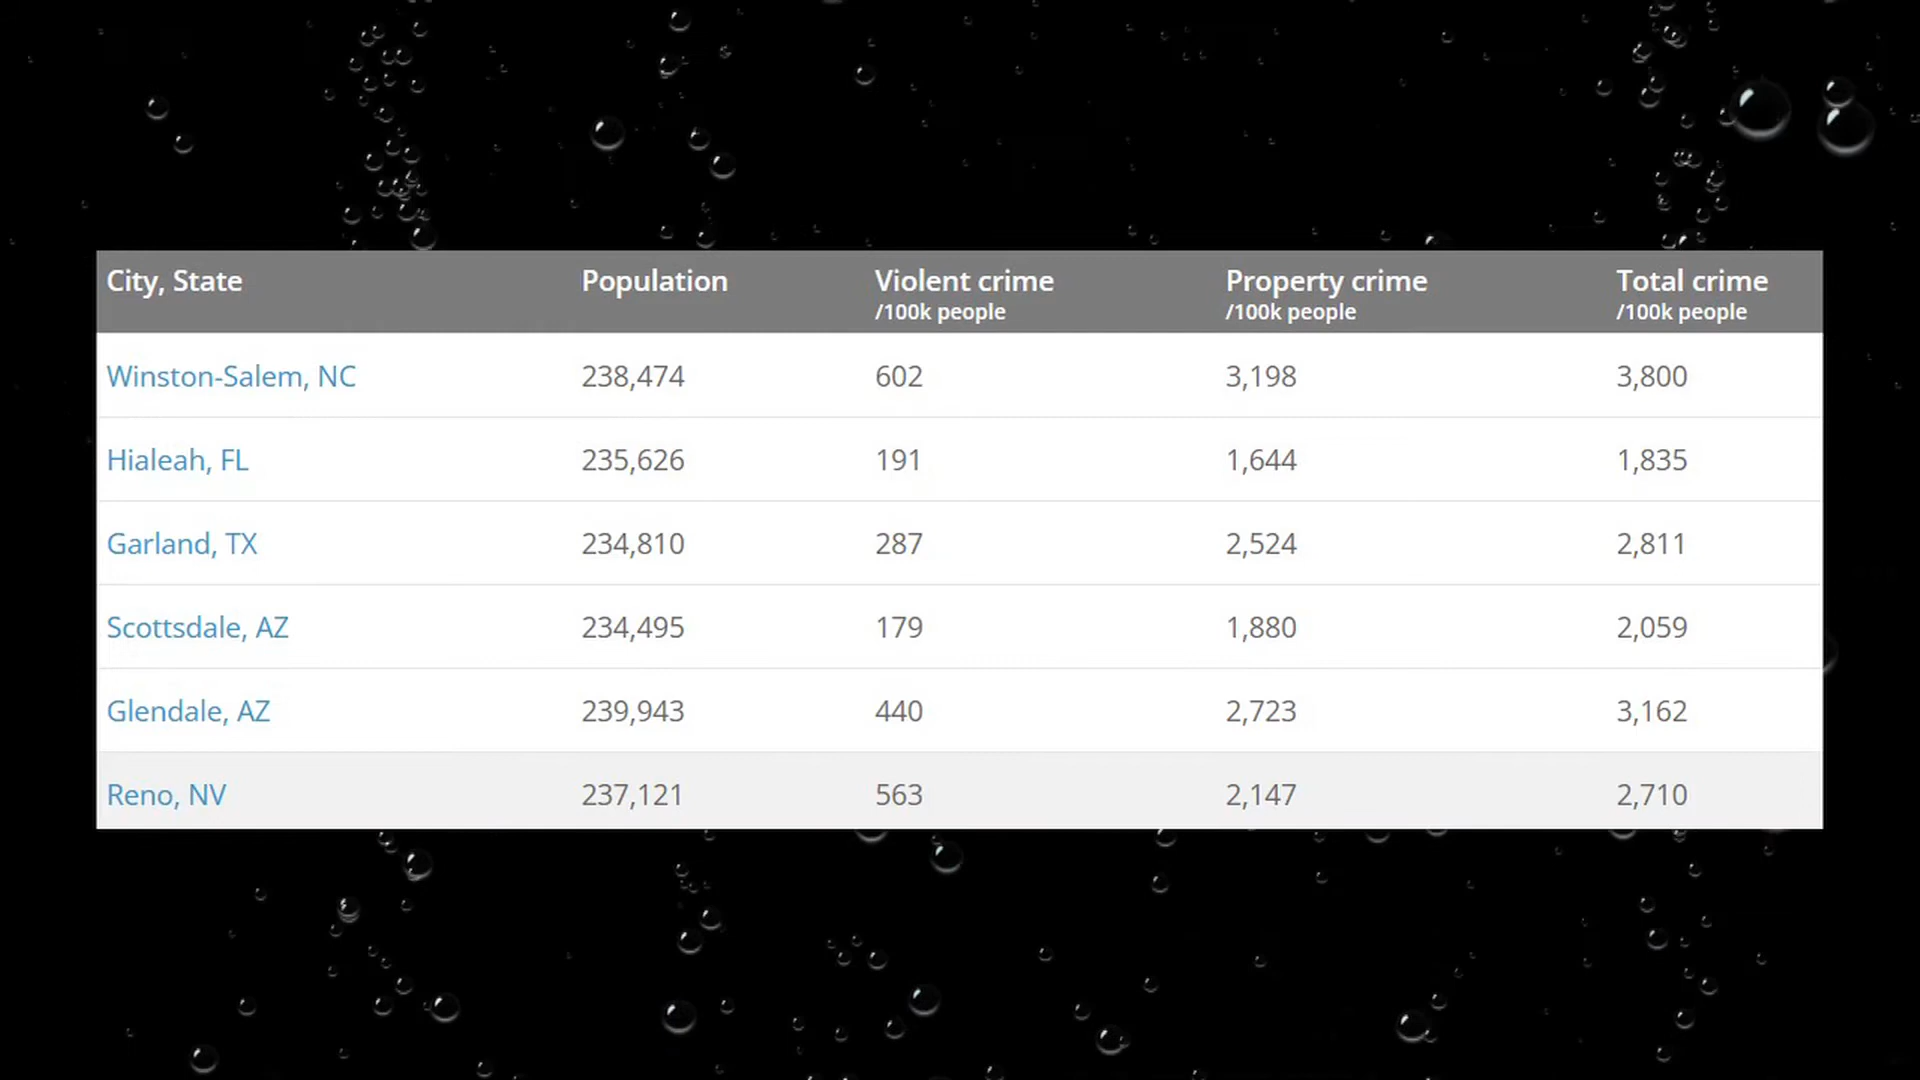 City, State Population Violent crime Property crime Total crime
/100k people /100k people /100k people
Winston-Salem, NC 238,474 602 3,198 3,800
Hialeah, FL 235,626 191 1,644 1,835
Garland, TX 234,810 287 2,524 2,811
Scottsdale, AZ 234,495 179 1,880 2,059
Glendale, AZ 239,943 440 2,723 3,162
Reno, NV 237,121 563 2,147 2,710